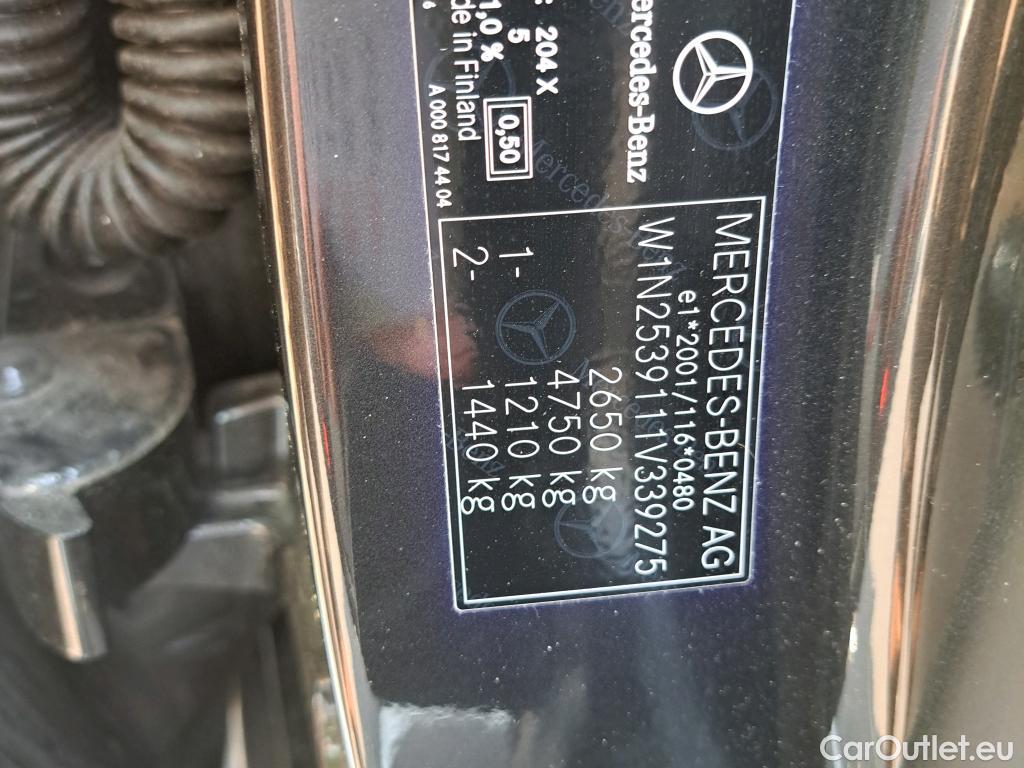 MERCEDES-BENZ AG
e1*2001/116*0480
W1N2539111V339275
2650 kg
4750 kg
1- 1210 kg
2- 1440 kg
Mercedes-Benz
204 X
5
1,0 %
0,50
de in Finland
A 000 817 44 04
6
CarOutlet.eu